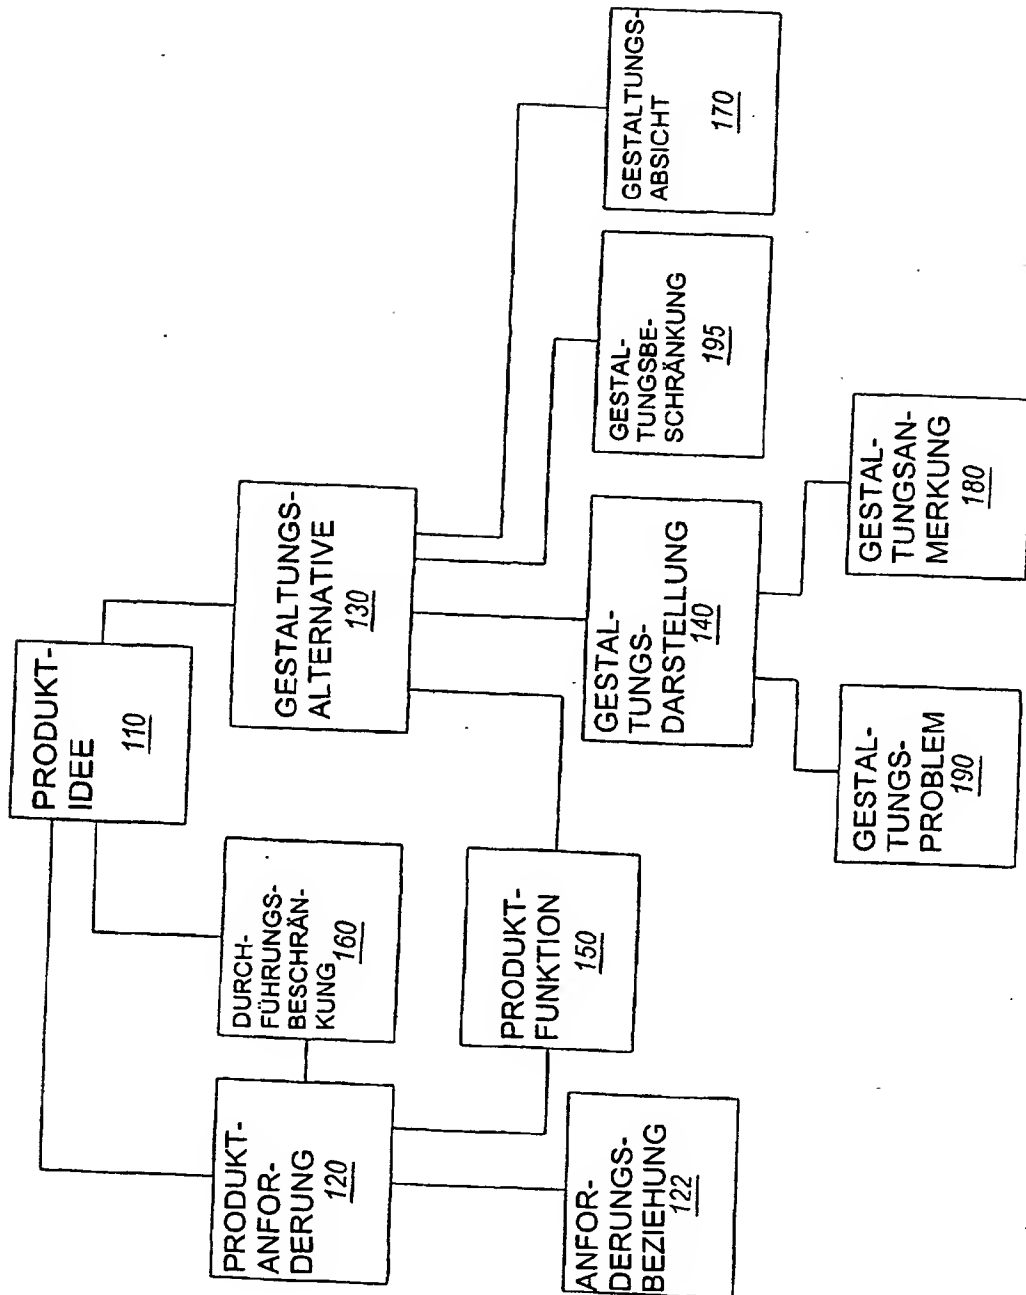 PRODUKT-
IDEE
110
PRODUKT-
ANFOR-
DERUNG
120
DURCH-
FÜHRUNGS-
BESCHRÄN-
KUNG
160
GESTALTUNGS-
ALTERNATIVE
130
ANFOR-
DERUNGS-
BEZIEHUNG
122
PRODUKT-
FUNKTION
150
GESTAL-
TUNGS-
DARSTELLUNG
140
GESTAL-
TUNGSBE-
SCHRÄNKUNG
195
GESTALTUNGS-
ABSICHT
170
GESTAL-
TUNGS-
PROBLEM
190
GESTAL-
TUNGSAN-
MERKUNG
180